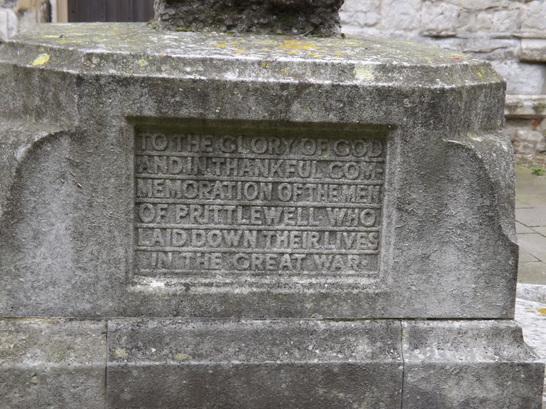 TO THE GLORY OF GOD
AND IN THANKFUL COM
MEMORATION OF THE MEN
OF PRITTLEWELL WHO
LAID DOWN THEIR LIVES
IN THE GREAT WAR